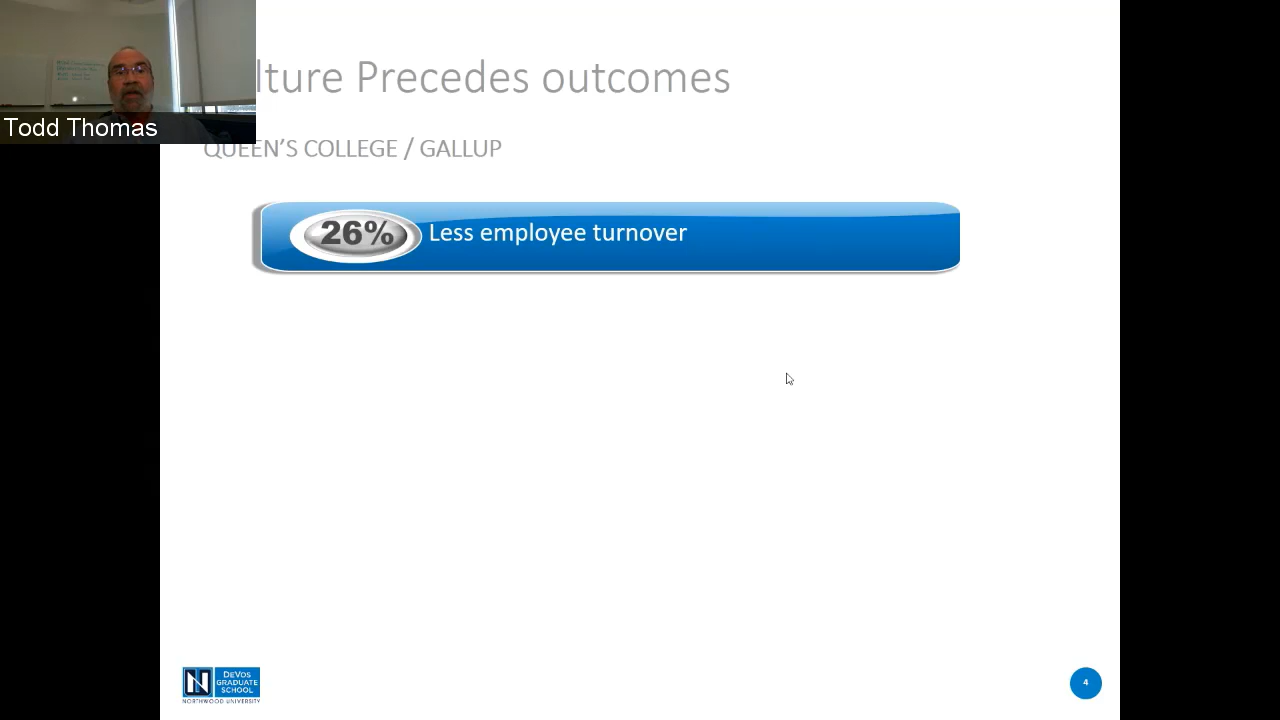 lture Precedes outcomes
Todd Thomas
QUEEN'S COLLEGE / GALLUP
26% Less employee turnover
N DEVOS
GRADUATE
SCHOOL
NORTHWOOD UNIVERSITY
4